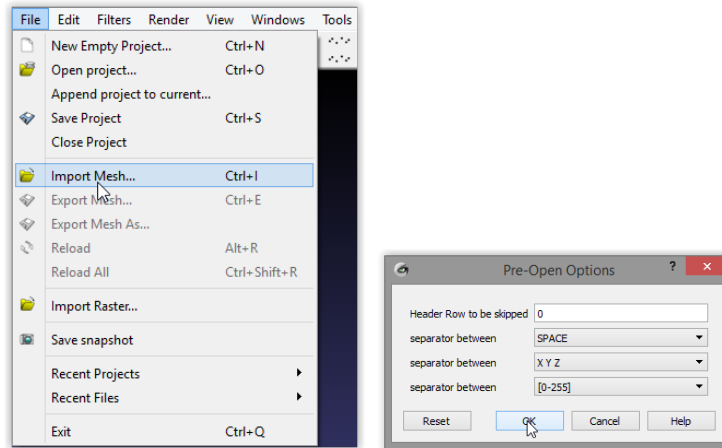 File Edit Filters Render View Windows Tools
New Empty Project... Ctrl+N
Open project... Ctrl+O
Append project to current...
Save Project Ctrl+S
Close Project
Import Mesh... Ctrl+I
Export Mesh... Ctrl+E
Export Mesh As...
Reload Alt+R
Reload All Ctrl+Shift+R
Import Raster...
Save snapshot
Recent Projects
Recent Files
Exit Ctrl+Q
Pre-Open Options ? ×
Header Row to be skipped 0
separator between SPACE
separator between X Y Z
separator between [0-255]
Reset OK Cancel Help